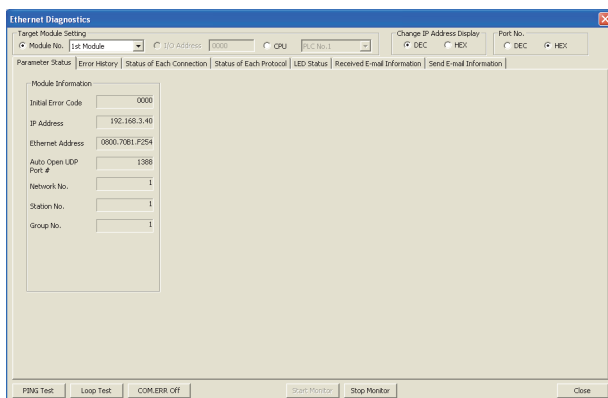 Ethernet Diagnostics
Target Module Setting
Module No. 1st Module I/O Address 0000 CPU PLC No.1
Change IP Address Display
DEC HEX
Port No.
DEC HEX
Parameter Status Error History Status of Each Connection Status of Each Protocol LED Status Received E-mail Information Send E-mail Information
Module Information
Initial Error Code 0000
IP Address 192.168.3.40
Ethernet Address 0800.70B1.F254
Auto Open UDP
Port # 1388
Network No. 1
Station No. 1
Group No. 1
PING Test Loop Test COM.ERR Off Start Monitor Stop Monitor Close